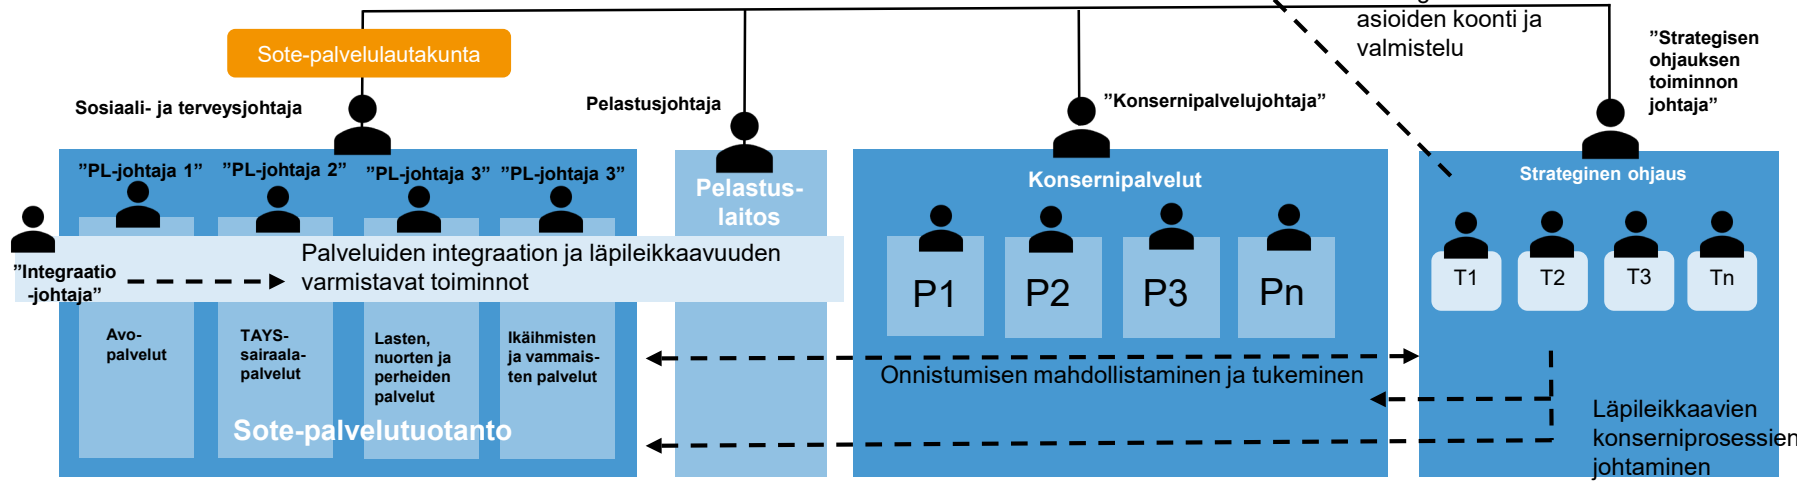 asioiden koonti ja
valmistelu
Sote-palvelulautakunta
”Strategisen
ohjauksen
toiminnon
johtaja”
Sosiaali- ja terveysjohtaja
Pelastusjohtaja
”Konsernipalvelujohtaja”
”PL-johtaja 1”
”PL-johtaja 2”
”PL-johtaja 3”
”PL-johtaja 3”
Pelastus-
laitos
Konsernipalvelut
Strateginen ohjaus
”Integraatio
-johtaja”
Palveluiden integraation ja läpileikkaavuuden
varmistavat toiminnot
P1
P2
P3
Pn
T1
T2
T3
Tn
Avo-
palvelut
TAYS-
sairaala-
palvelut
Lasten,
nuorten ja
perheiden
palvelut
Ikäihmisten
ja vammais-
ten palvelut
Sote-palvelutuotanto
Onnistumisen mahdollistaminen ja tukeminen
Läpileikkaavien
konserniprosessien
johtaminen